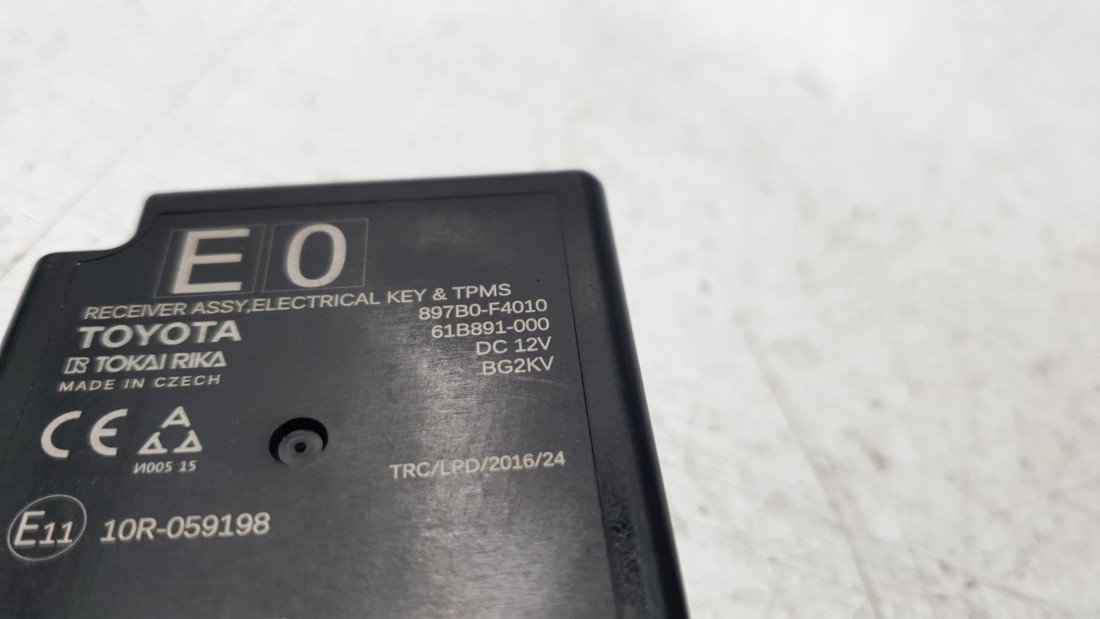 E0
RECEIVER ASSY,ELECTRICAL KEY & TPMS
897B0-F4010
TOYOTA
61B891-000
TOKAI RIKA
DC 12V
MADE IN CZECH
BG2KV
CE
И005 15
TRC/LPD/2016/24
E11 10R-059198